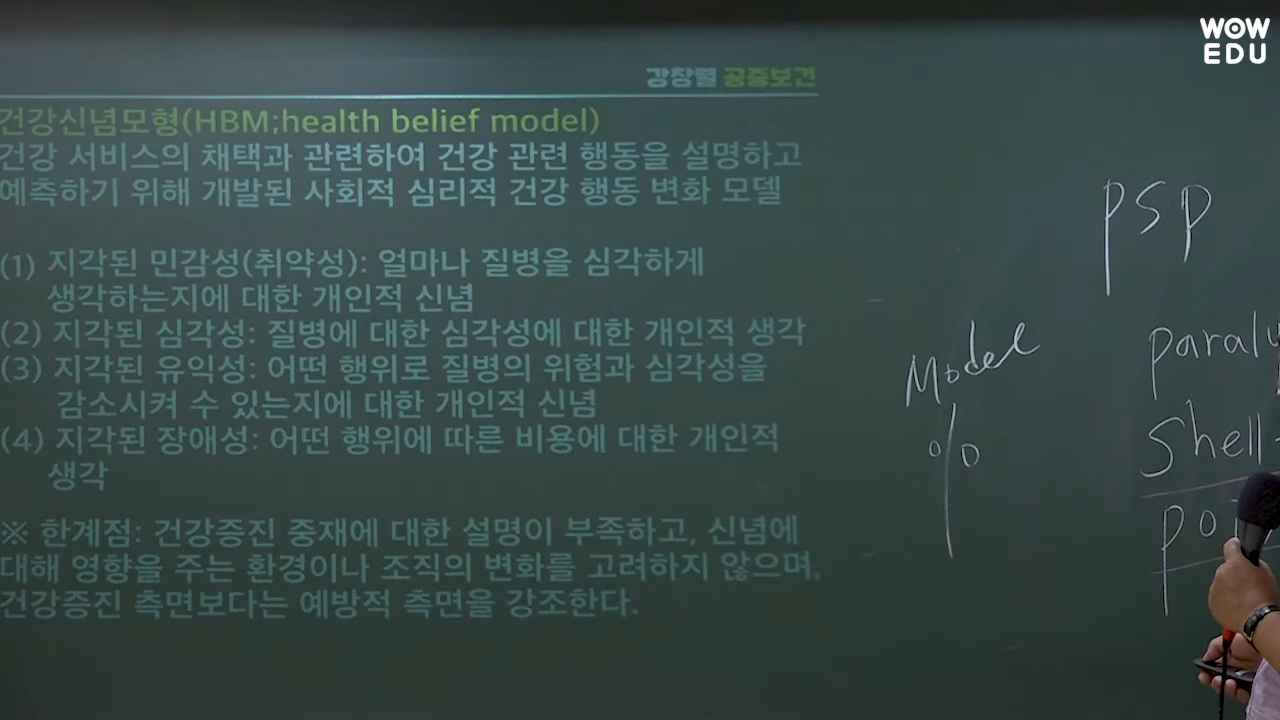 WOW
EDU
강창렬 공중보건
건강신념모형(HBM;health belief model)
건강 서비스의 채택과 관련하여 건강 관련 행동을 설명하고
예측하기 위해 개발된 사회적 심리적 건강 행동 변화 모델
(1) 지각된 민감성(취약성): 얼마나 질병을 심각하게
생각하는지에 대한 개인적 신념
(2) 지각된 심각성: 질병에 대한 심각성에 대한 개인적 생각
(3) 지각된 유익성: 어떤 행위로 질병의 위험과 심각성을
감소시켜 수 있는지에 대한 개인적 신념
(4) 지각된 장애성: 어떤 행위에 따른 비용에 대한 개인적
생각
※ 한계점: 건강증진 중재에 대한 설명이 부족하고, 신념에
대해 영향을 주는 환경이나 조직의 변화를 고려하지 않으며,
건강증진 측면보다는 예방적 측면을 강조한다.
PSP
Model
%
paraly
Shell
poi